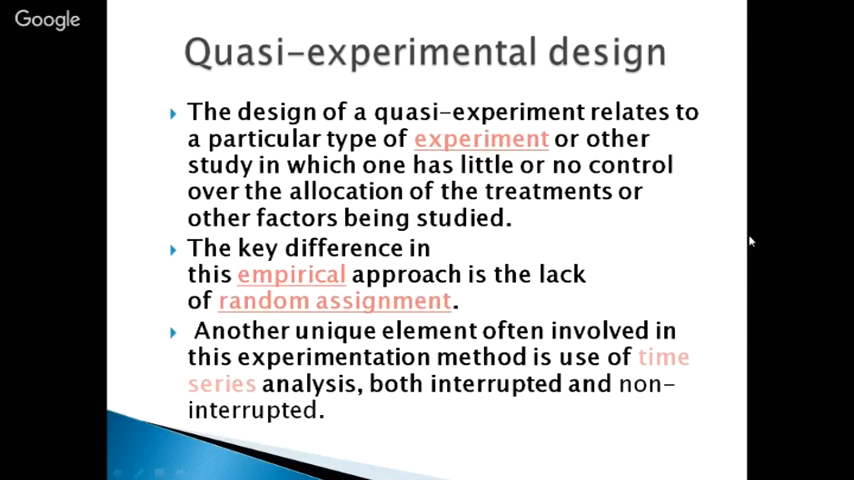 Google
Quasi-experimental design
The design of a quasi-experiment relates to
a particular type of experiment or other
study in which one has little or no control
over the allocation of the treatments or
other factors being studied.
The key difference in
this empirical approach is the lack
of random assignment.
Another unique element often involved in
this experimentation method is use of time
series analysis, both interrupted and non-
interrupted.